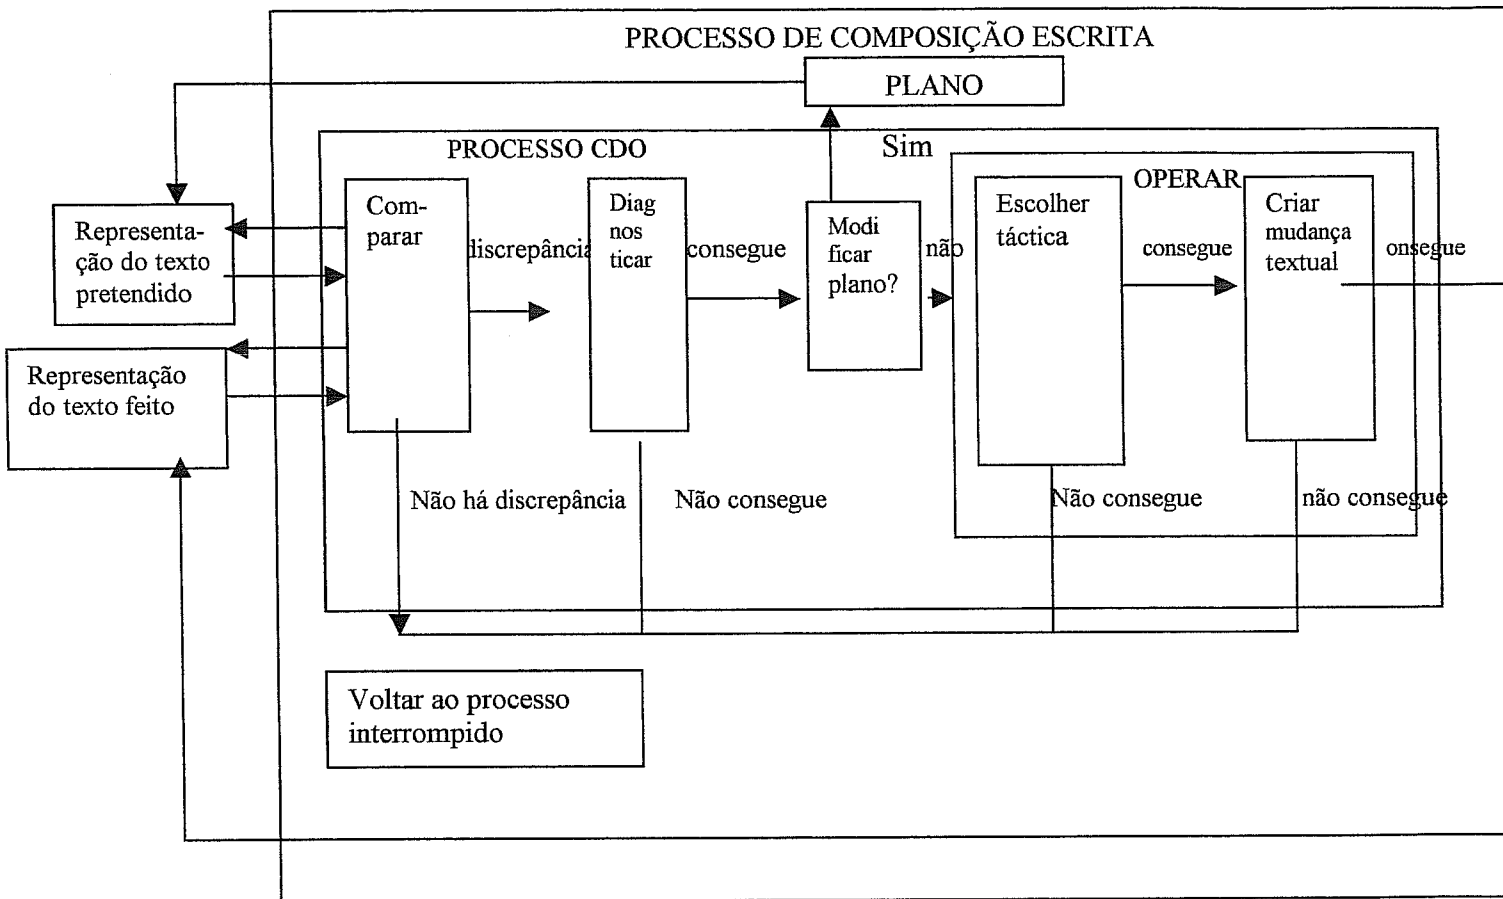 PROCESSO DE COMPOSIÇÃO ESCRITA
PLANO
PROCESSO CDO
Sim
OPERAR
Representa-
ção do texto
pretendido
Representação
do texto feito
Com-
parar
discrepância
Diag
nos
ticar
consegue
Modi
ficar
plano?
não
Escolher
táctica
consegue
Criar
mudança
textual
onsegue
Não há discrepância
Não consegue
Não consegue
não consegue
Voltar ao processo
interrompido